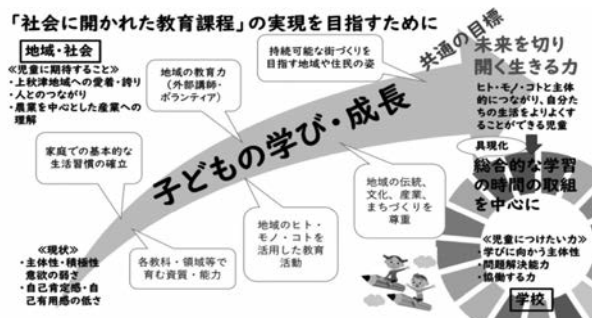 「社会に開かれた教育課程」の実現を目指すために
地域・社会
≪児童に期待すること≫
・上秋津地域への愛着・誇り
・人とのつながり
・農業を中心とした産業への
理解
地域の教育力
(外部講師・
ボランティア)
持続可能な街づくりを
目指す地域や住民の姿
共通の目標
未来を切り
開く生きる力
ヒト・モノ・コトと主体
的につながり、自分た
ちの生活をよりよくす
ることができる児童
具現化
総合的な学習
の時間の取組
を中心に
≪児童につけたい力≫
・学びに向かう主体性
・問題解決能力
・協働する力
学校
子どもの学び・成長
家庭での基本的な
生活習慣の確立
≪現状≫
・主体性・積極性
意欲の弱さ
・自己肯定感・自
己有用感の低さ
各教科・領域等で
育む資質・能力
地域のヒト・
モノ・コトを
活用した教育
活動
地域の伝統、
文化、産業、
まちづくりを
尊重